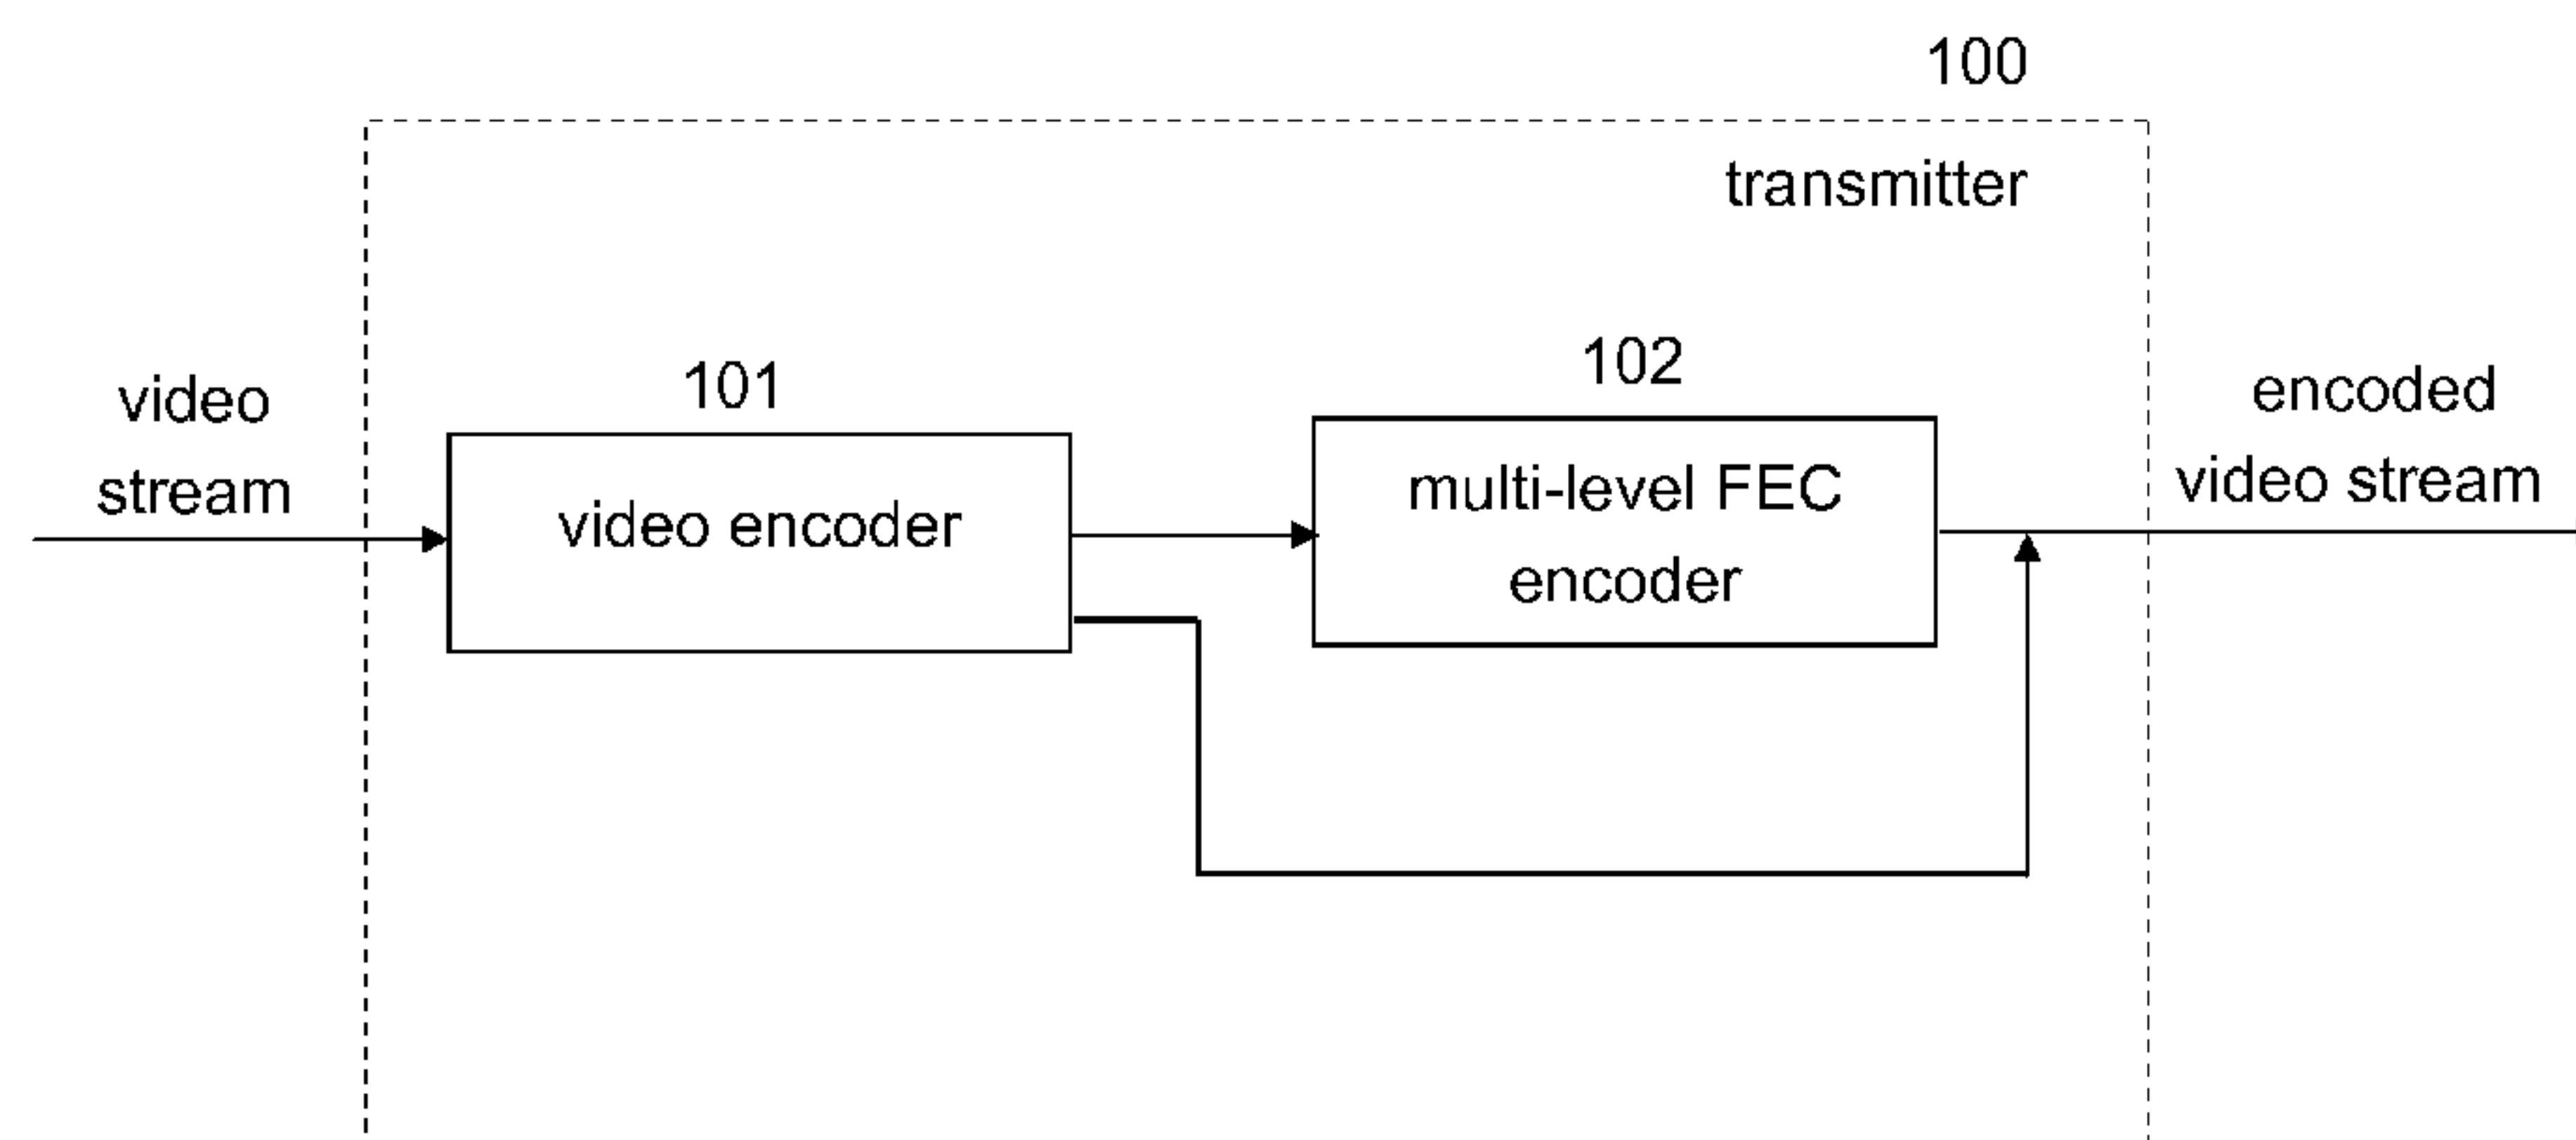 100
transmitter
video
stream
101
video encoder
102
multi-level FEC
encoder
encoded
video stream